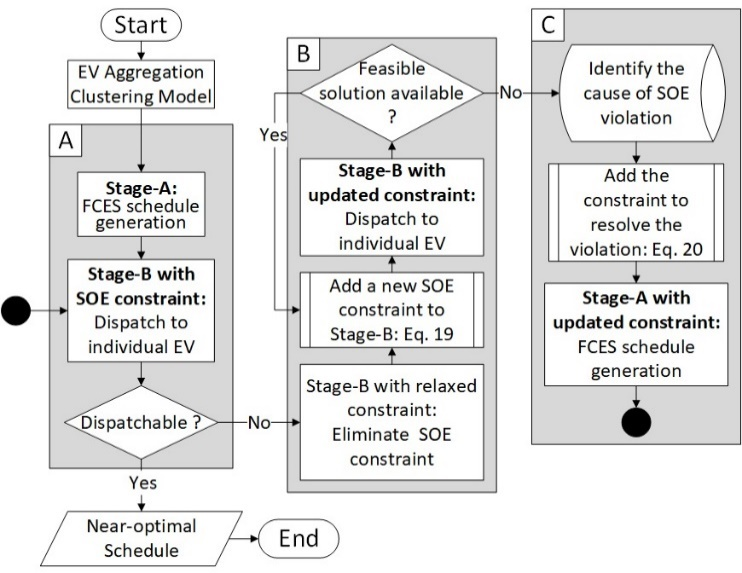 Start
EV Aggregation
Clustering Model
A
Stage-A:
FCES schedule
generation
Stage-B with
SOE constraint:
Dispatch to
individual EV
Dispatchable ?
No
Yes
Near-optimal
Schedule
End
B
Feasible
solution available
?
No
Yes
Stage-B with
updated constraint:
Dispatch to
individual EV
Add a new SOE
constraint to
Stage-B: Eq. 19
Stage-B with relaxed
constraint:
Eliminate SOE
constraint
C
Identify the
cause of SOE
violation
Add the
constraint to
resolve the
violation: Eq. 20
Stage-A with
updated constraint:
FCES schedule
generation